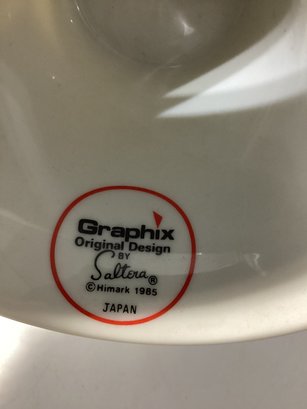 Graphix
Original Design
BY
Saltera®
©Himark 1985
JAPAN